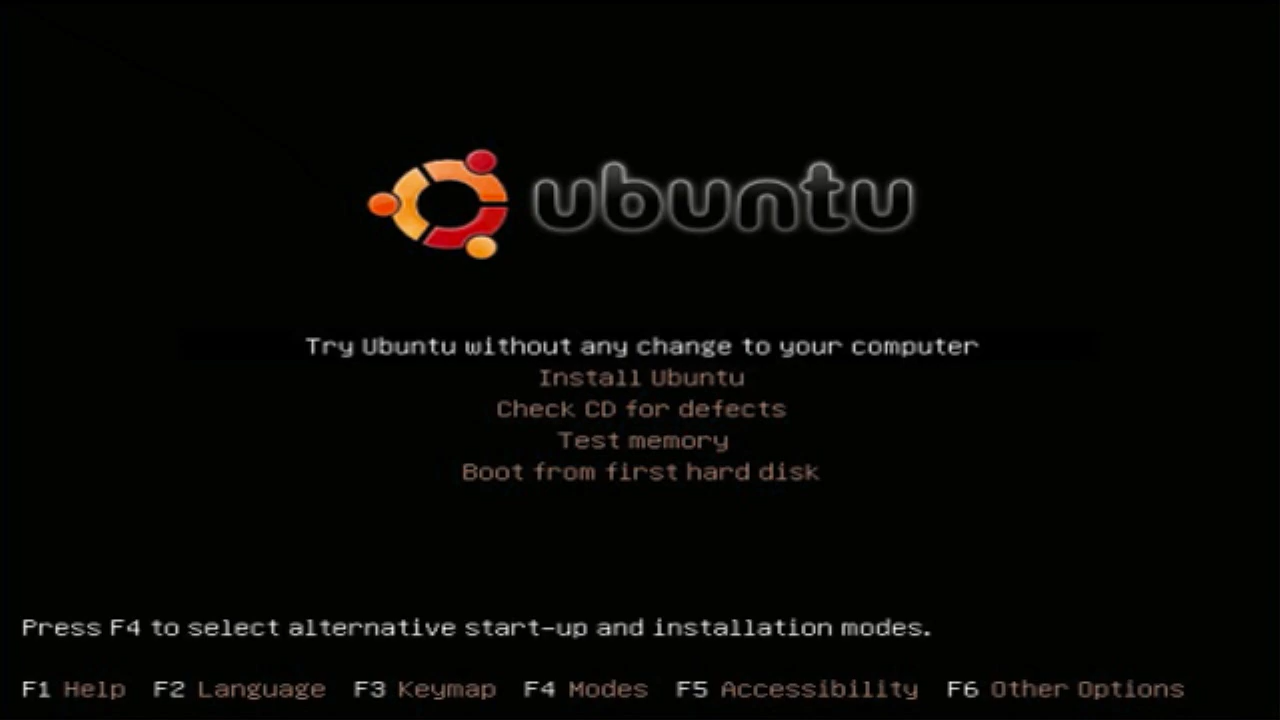 ubuntu
Try Ubuntu without any change to your computer
Install Ubuntu
Check CD for defects
Test memory
Boot from first hard disk
Press F4 to select alternative start-up and installation modes.
F1 Help F2 Language F3 Keymap F4 Modes F5 Accessibility F6 Other Options